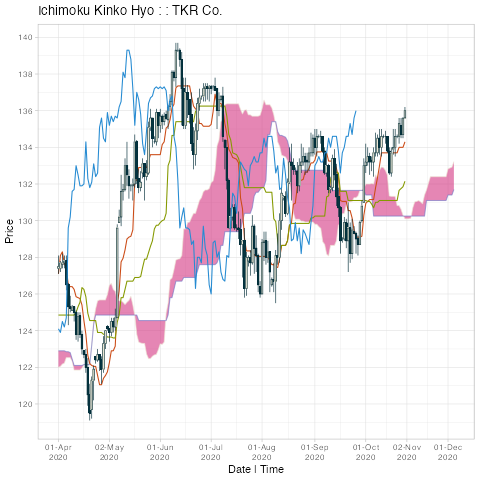 Ichimoku Kinko Hyo : : TKR Co.
140
138
136
134
132
130
128
126
124
122
120
Price
01-Apr 02-May 01-Jun 01-Jul 01-Aug 01-Sep 01-Oct 02-Nov 01-Dec
2020 2020 2020 2020 2020 2020 2020 2020 2020
Date | Time